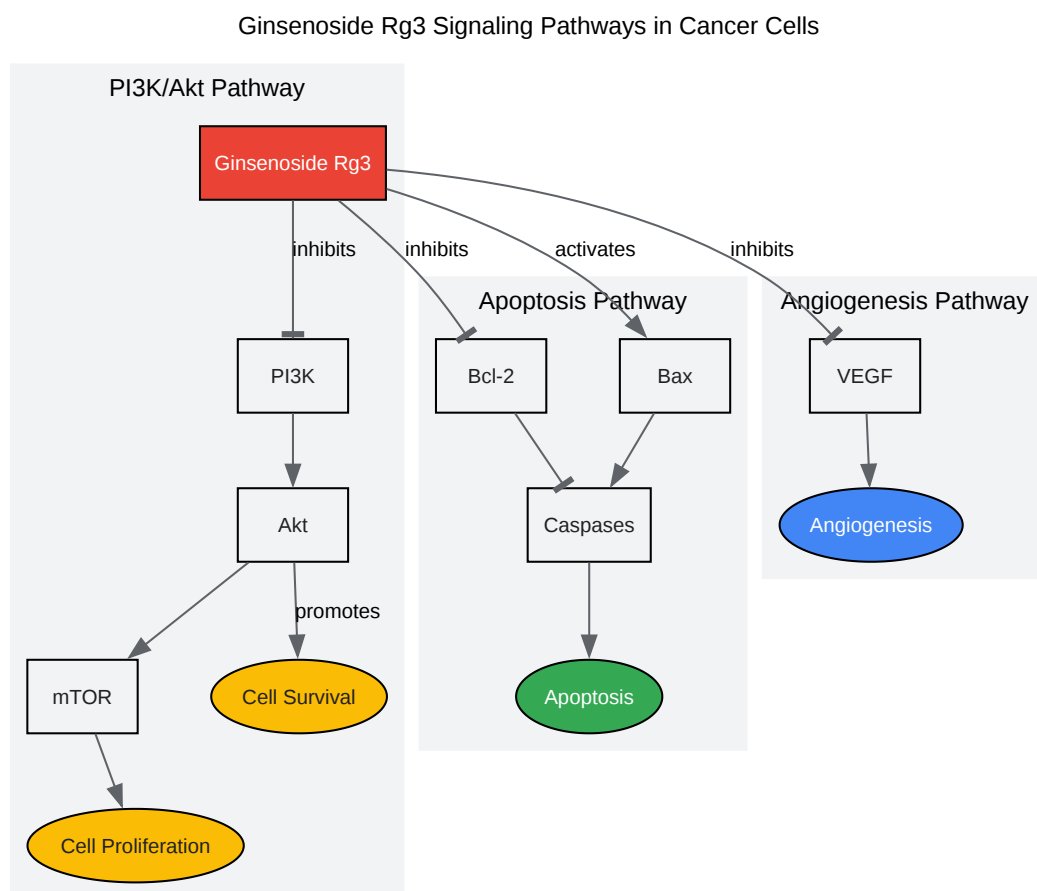 Ginsenoside Rg3 Signaling Pathways in Cancer Cells
PI3K/Akt Pathway
Ginsenoside Rg3
inhibits
inhibits
activates
inhibits
Apoptosis Pathway
Angiogenesis Pathway
PI3K
Bcl-2
Bax
VEGF
Akt
Caspases
Angiogenesis
promotes
mTOR
Cell Survival
Apoptosis
Cell Proliferation